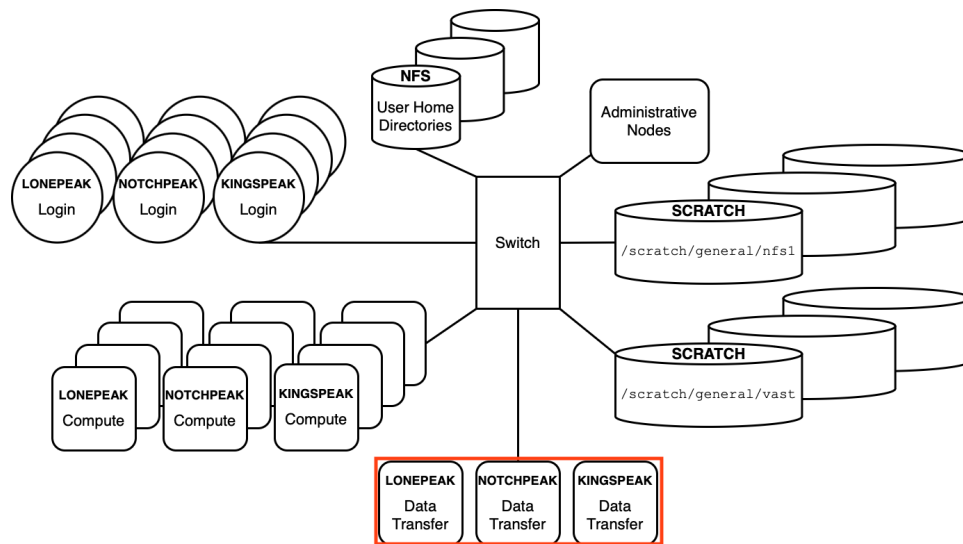 NFS
User Home
Directories
Administrative
Nodes
LONEPEAK
Login
NOTCHPEAK
Login
KINGSPEAK
Login
Switch
SCRATCH
/scratch/general/nfs1
SCRATCH
/scratch/general/vast
LONEPEAK
Compute
NOTCHPEAK
Compute
KINGSPEAK
Compute
LONEPEAK
Data
Transfer
NOTCHPEAK
Data
Transfer
KINGSPEAK
Data
Transfer